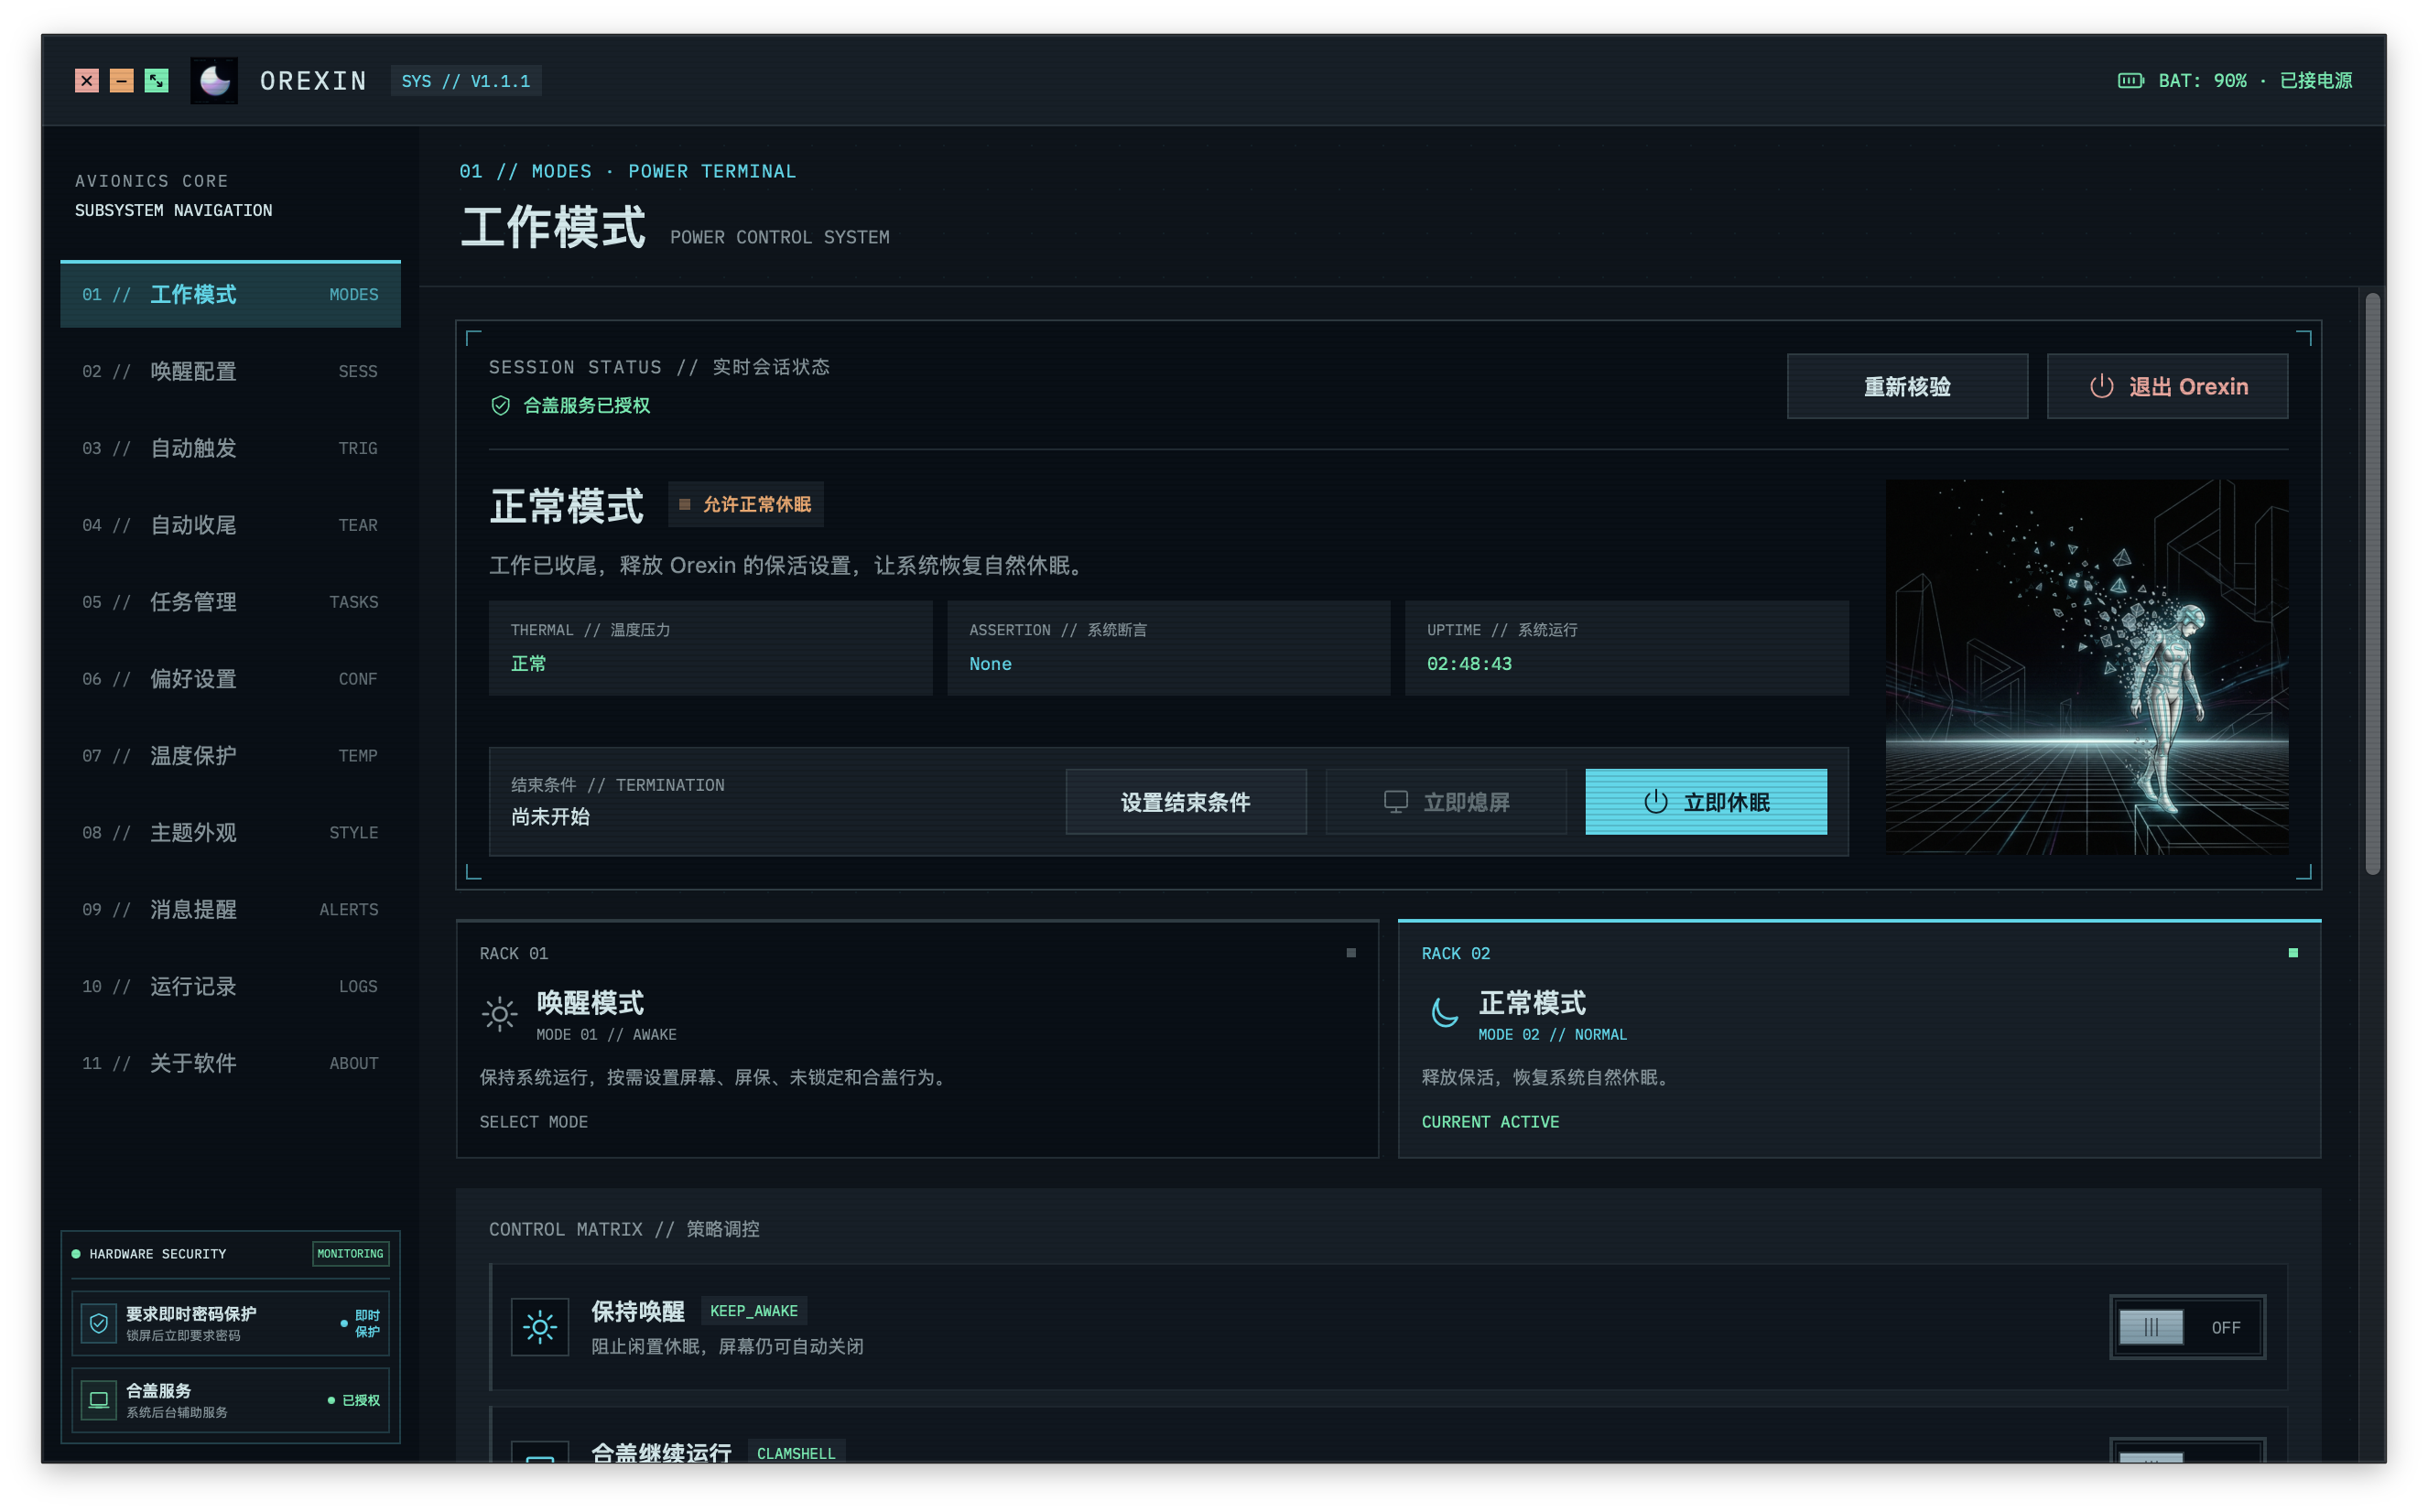 OREXIN
SYS // V1.1.1
BAT: 90% · 已接电源
AVIONICS CORE
SUBSYSTEM NAVIGATION
01 // 工作模式 MODES
02 // 唤醒配置 SESS
03 // 自动触发 TRIG
04 // 自动收尾 TEAR
05 // 任务管理 TASKS
06 // 偏好设置 CONF
07 // 温度保护 TEMP
08 // 主题外观 STYLE
09 // 消息提醒 ALERTS
10 // 运行记录 LOGS
11 // 关于软件 ABOUT
HARDWARE SECURITY MONITORING
要求即时密码保护
锁屏后立即要求密码
即时
保护
合盖服务
系统后台辅助服务
已授权
01 // MODES · POWER TERMINAL
工作模式 POWER CONTROL SYSTEM
SESSION STATUS // 实时会话状态
合盖服务已授权
重新核验
退出 Orexin
正常模式 允许正常休眠
工作已收尾，释放 Orexin 的保活设置，让系统恢复自然休眠。
THERMAL // 温度压力
正常
ASSERTION // 系统断言
None
UPTIME // 系统运行
02:48:43
结束条件 // TERMINATION
尚未开始
设置结束条件
立即熄屏
立即休眠
RACK 01
唤醒模式
MODE 01 // AWAKE
保持系统运行，按需设置屏幕、屏保、未锁定和合盖行为。
SELECT MODE
RACK 02
正常模式
MODE 02 // NORMAL
释放保活，恢复系统自然休眠。
CURRENT ACTIVE
CONTROL MATRIX // 策略调控
保持唤醒 KEEP_AWAKE
阻止闲置休眠，屏幕仍可自动关闭
OFF
合盖继续运行 CLAMSHELL